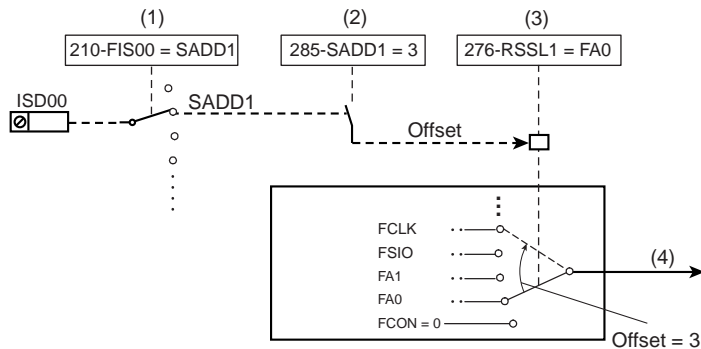 (1)
(2)
(3)
210-FIS00 = SADD1
285-SADD1 = 3
276-RSSL1 = FA0
ISD00
SADD1
Offset
FCLK
FSIO
FA1
FA0
FCON = 0
(4)
Offset = 3